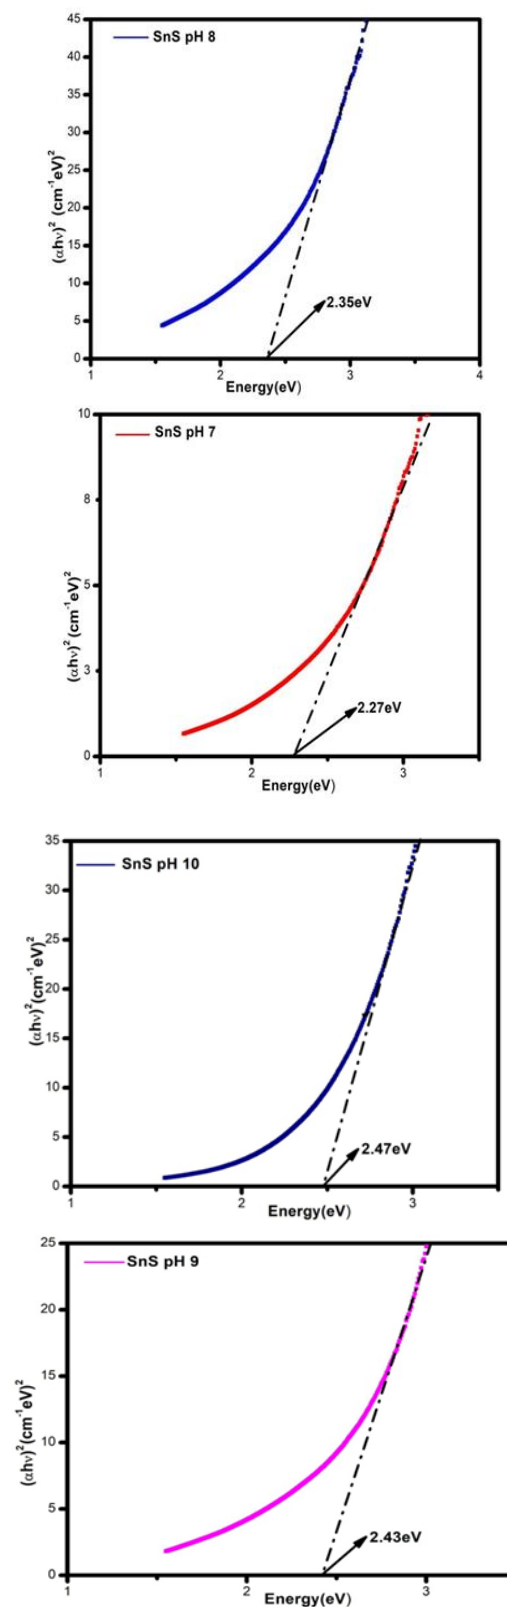 45
SnS pH 8
40
35
30
25
20
15
10
5
0
(αhν)² (cm⁻¹eV)²
2.35eV
1 2 3 4
Energy(eV)
10
SnS pH 7
8
5
3
0
(αhν)² (cm⁻¹eV)²
2.27eV
1 2 3
Energy(eV)
35
SnS pH 10
30
25
20
15
10
5
0
(αhν)²(cm⁻¹eV)²
2.47eV
1 2 3
Energy(eV)
25
SnS pH 9
20
15
10
5
0
(αhν)² (cm⁻¹eV)²
2.43eV
1 2 3
Energy(eV)